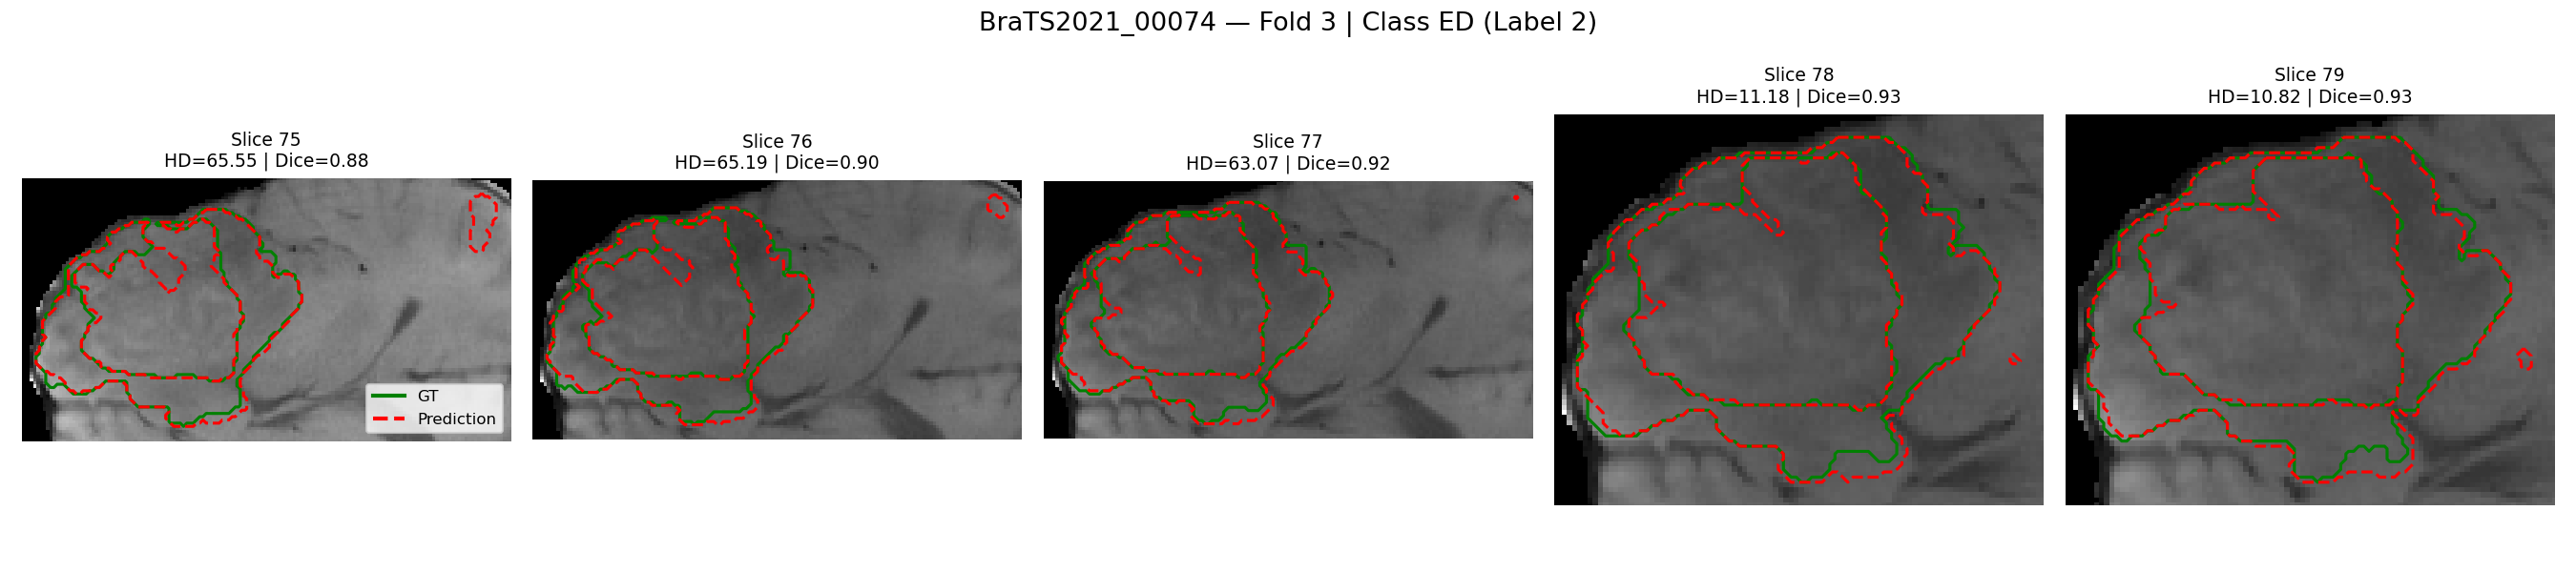 BraTS2021_00074 — Fold 3 | Class ED (Label 2)
Slice 75
HD=65.55 | Dice=0.88
Slice 76
HD=65.19 | Dice=0.90
Slice 77
HD=63.07 | Dice=0.92
Slice 78
HD=11.18 | Dice=0.93
Slice 79
HD=10.82 | Dice=0.93
GT
Prediction